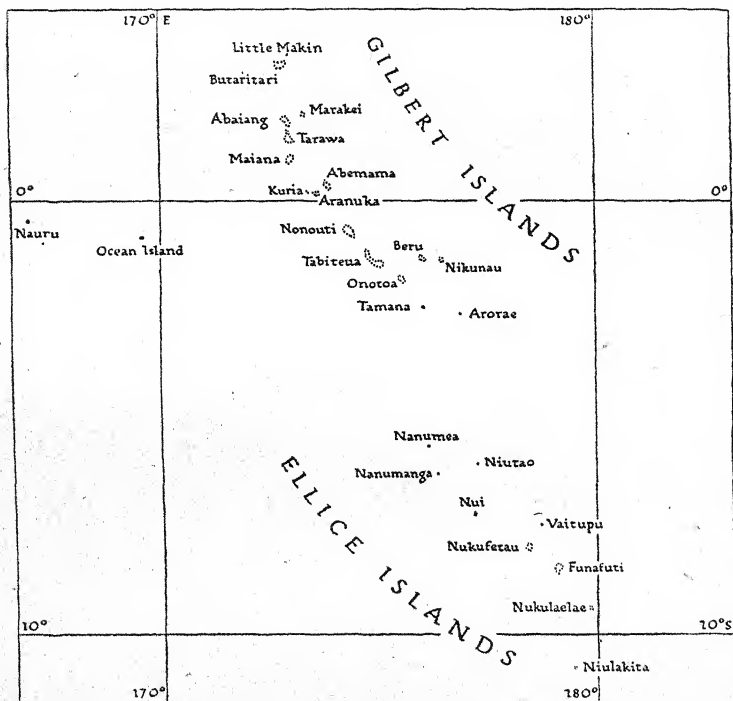 170° E
180°
Little Makin
Butaritari
GILBERT ISLANDS
Abaiang
Marakei
Tarawa
Maiana
Abemama
Kuria
Aranuka
0°
0°
Nauru
Ocean Island
Nonouti
Beru
Tabiteua
Nikunau
Onotoa
Tamana
Arorae
Nanumea
Niutao
Nanumanga
ELLICE ISLANDS
Nui
Vaitupu
Nukufetau
Funafuti
Nukulaelae
10°
10°S
Niulakita
170°
180°